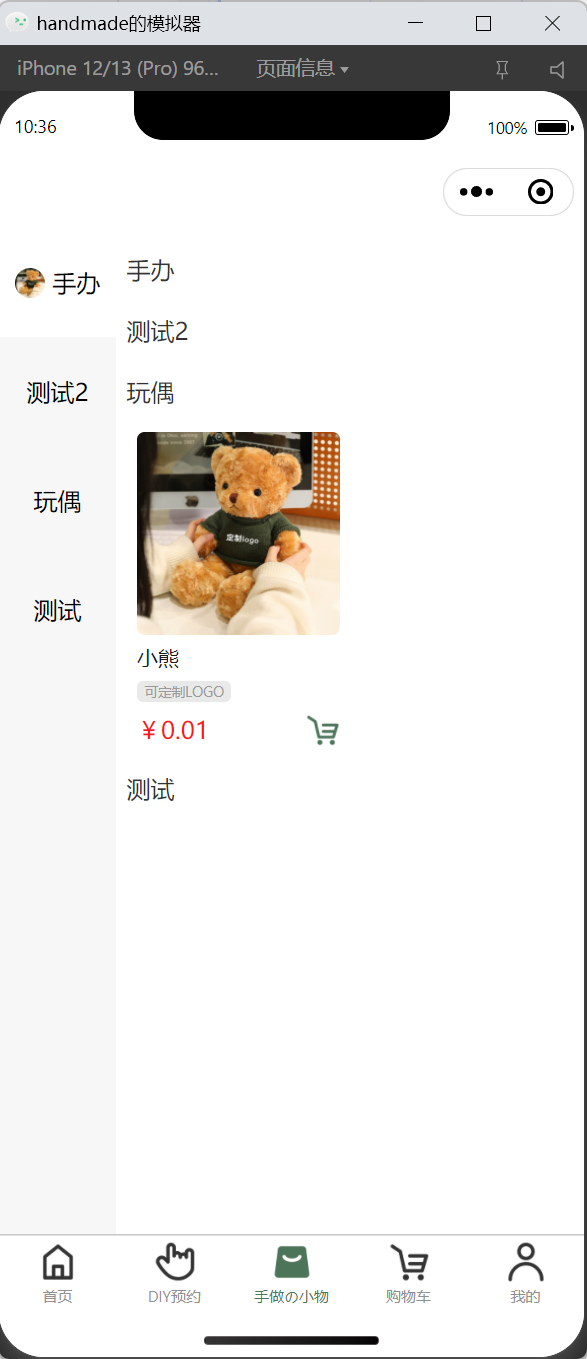 handmade的模拟器
iPhone 12/13 (Pro) 96... 页面信息
10:36 100%
手办
测试2
玩偶
测试
手办
测试2
玩偶
定制logo
小熊
可定制LOGO
￥0.01
测试
首页 DIY预约 手做の小物 购物车 我的